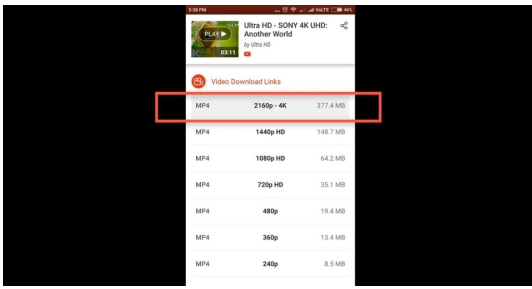 5:38 PM ... VoLTE 46%
SONY
PLAY
03:11
Ultra HD - SONY 4K UHD:
Another World
by Ultra HD
Video Download Links
MP4 2160p - 4K 377.4 MB
MP4 1440p HD 148.7 MB
MP4 1080p HD 64.2 MB
MP4 720p HD 35.1 MB
MP4 480p 19.4 MB
MP4 360p 13.4 MB
MP4 240p 8.5 MB